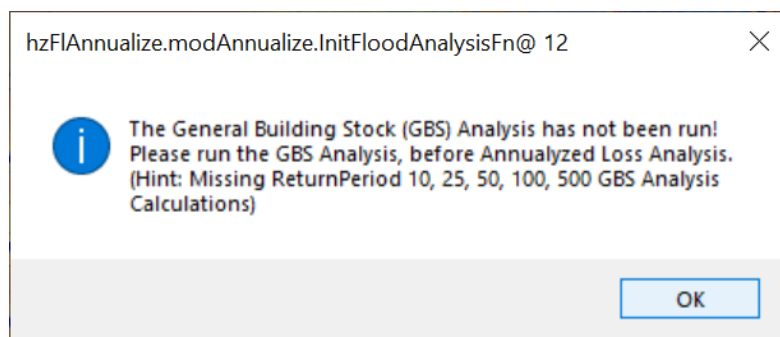 hzFlAnnualize.modAnnualize.InitFloodAnalysisFn@ 12
The General Building Stock (GBS) Analysis has not been run!
Please run the GBS Analysis, before Annualyzed Loss Analysis.
(Hint: Missing ReturnPeriod 10, 25, 50, 100, 500 GBS Analysis
Calculations)
OK